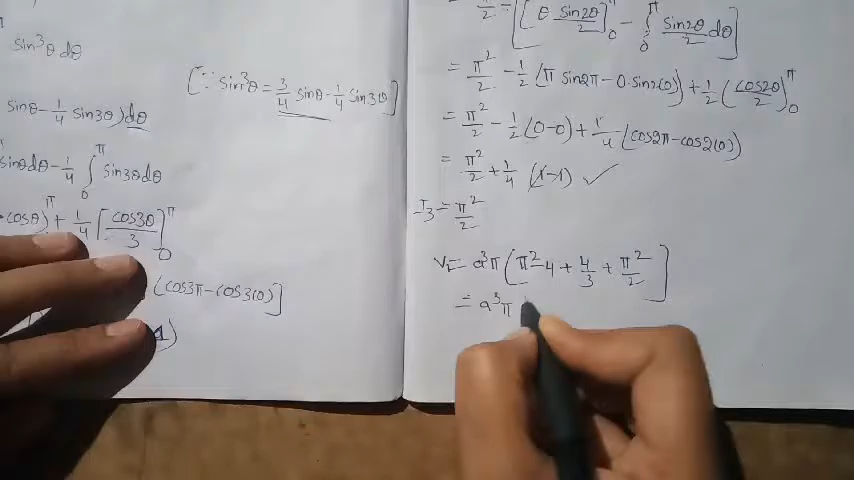 sin³θ dθ
[∵ sin³θ = 3/4 sinθ - 1/4 sin3θ]
sinθ - 1/4 sin3θ) dθ
sinθdθ - 1/4 ∫₀^π sin3θdθ
cosθ)^π + 1/4 [cos3θ/3]₀^π
(cos3π - cos3(0)]
= [θ sin2θ/2]₀^π - ∫₀^π sin2θ/2 dθ]
= π²/2 - 1/2 (π sin2π - 0·sin2(0)) + 1/2 (cos2θ/2)₀^π
= π²/2 - 1/2 (0-0) + 1/4 (cos2π - cos2(0))
= π²/2 + 1/4 (1-1) ✓
I₃ = π²/2
V = a³π [π² - 4 + 4/3 + π²/2]
= a³π